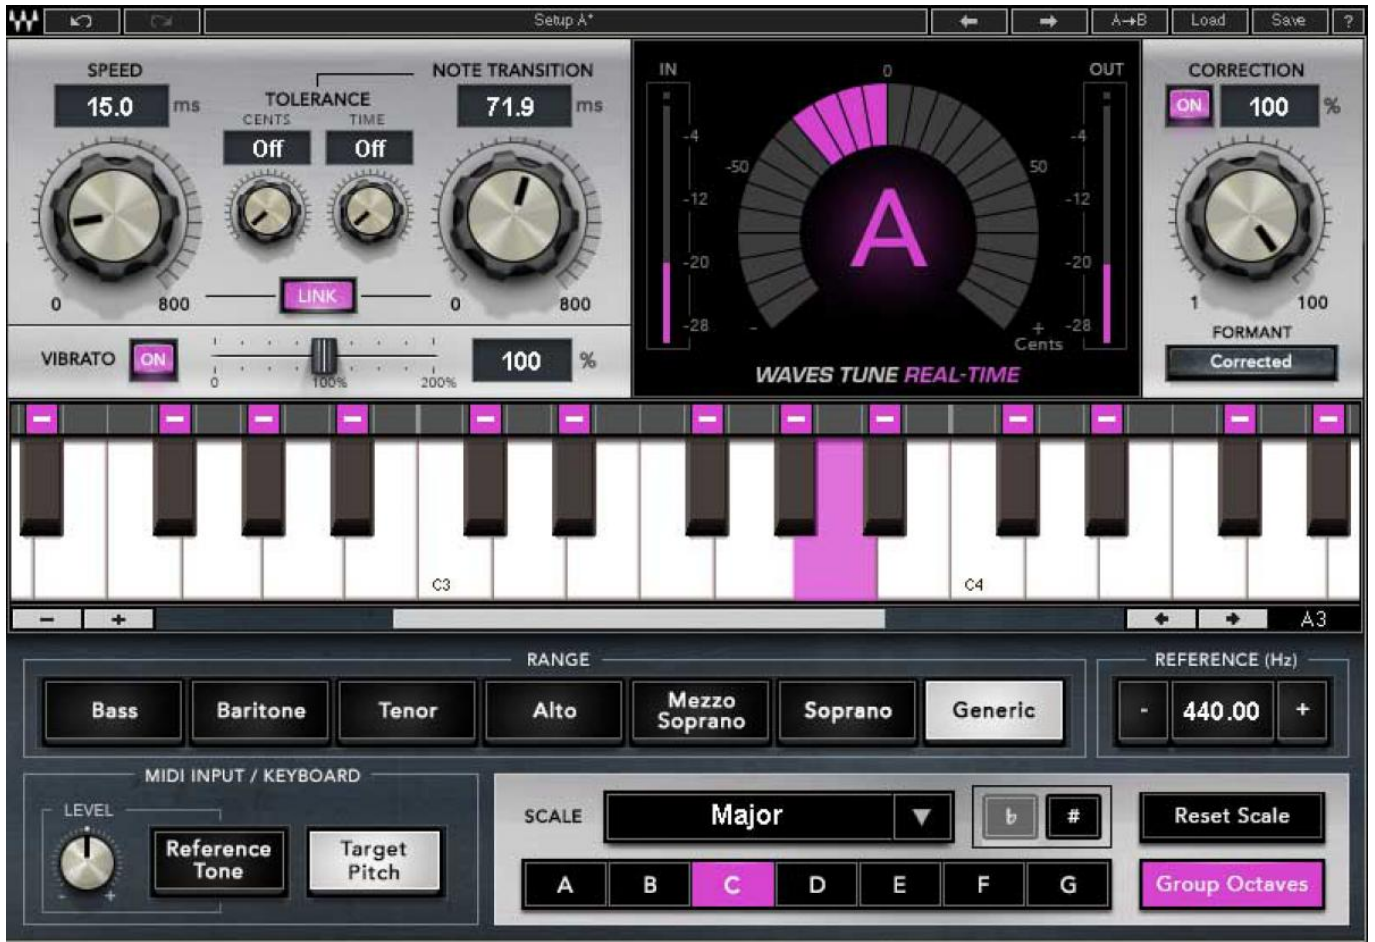 Setup A*
A→B
Load
Save
?
SPEED
15.0 ms
0 800
TOLERANCE
CENTS
Off
TIME
Off
LINK
NOTE TRANSITION
71.9 ms
0 800
VIBRATO
ON
0 100% 200%
100 %
IN
-4
-12
-20
-28
0
-50
50
- + Cents
A
OUT
-4
-12
-20
-28
WAVES TUNE REAL-TIME
CORRECTION
ON
100 %
1 100
FORMANT
Corrected
C3
C4
- +
A3
RANGE
Bass
Baritone
Tenor
Alto
Mezzo
Soprano
Soprano
Generic
REFERENCE (Hz)
- 440.00 +
MIDI INPUT / KEYBOARD
LEVEL
- +
Reference
Tone
Target
Pitch
SCALE
Major
♭ #
Reset Scale
A B C D E F G
Group Octaves